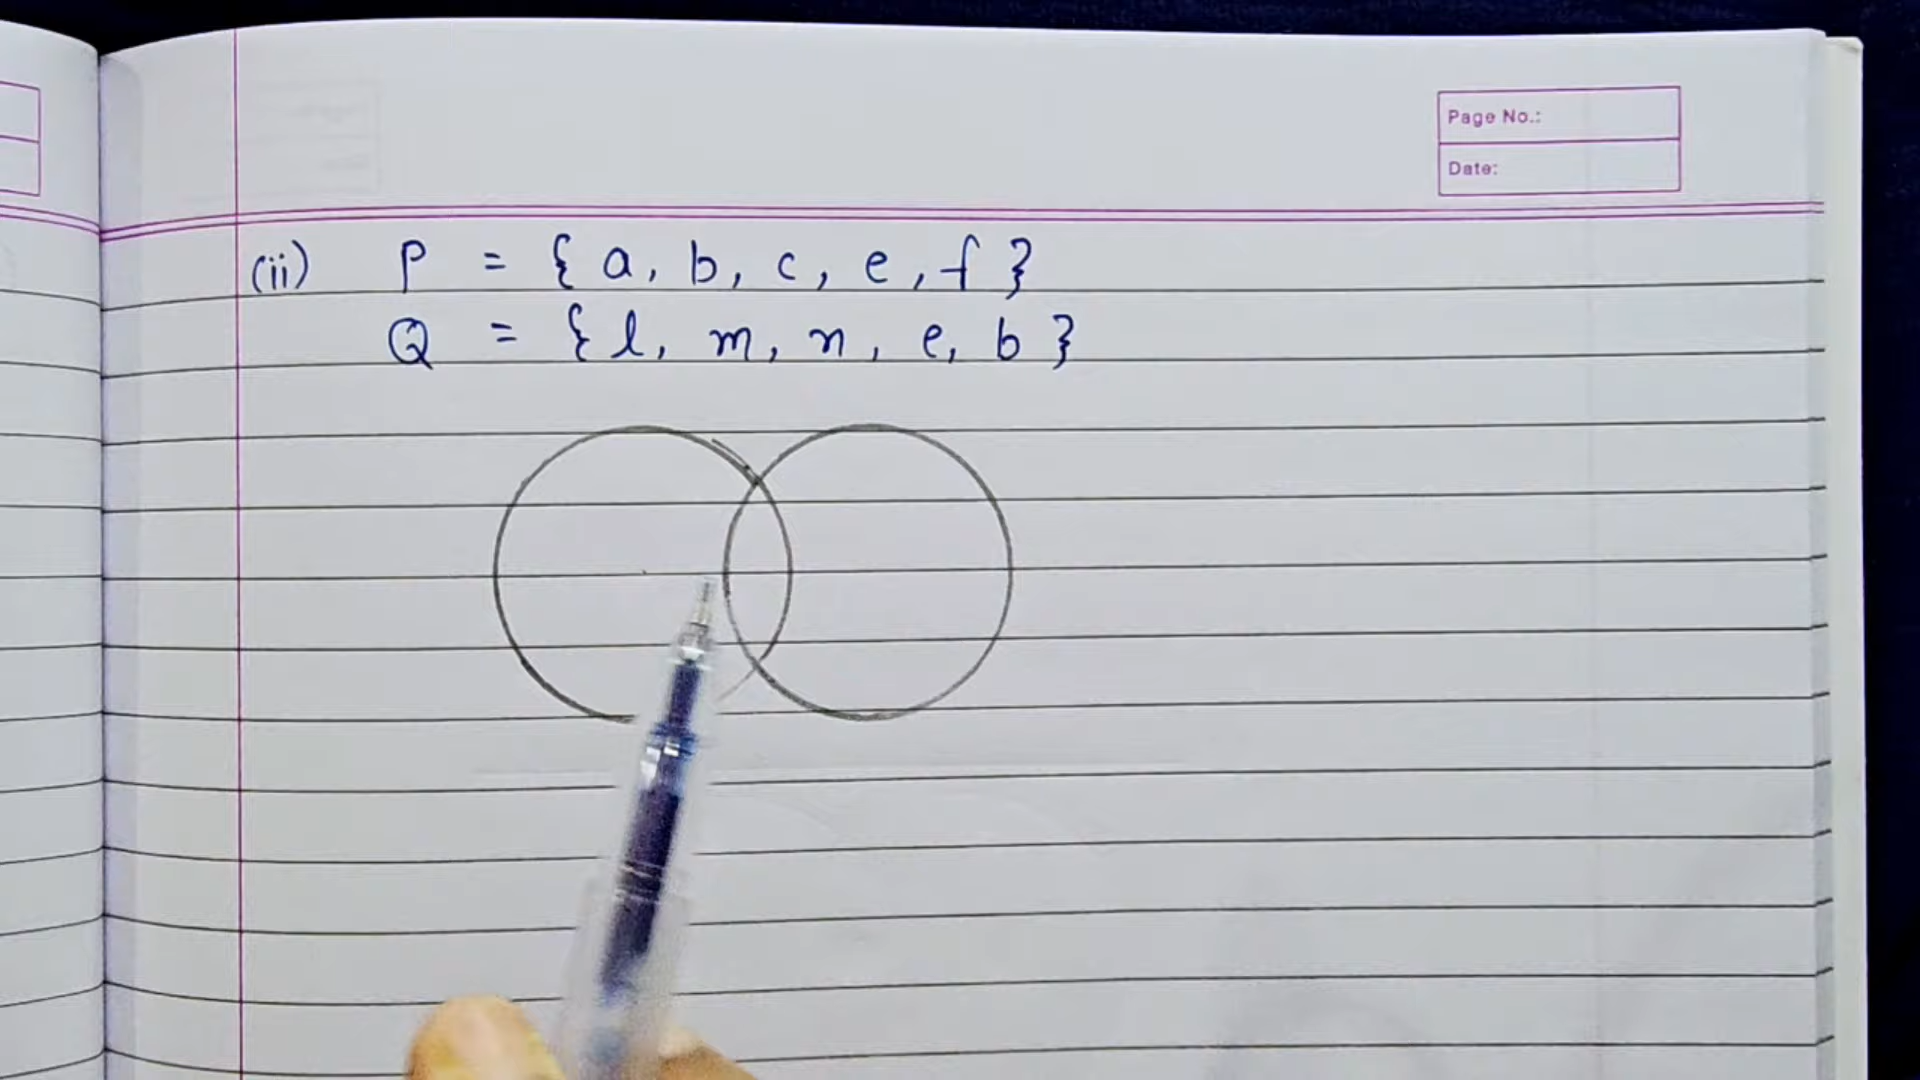 Page No.:
Date:
(ii) P = { a, b, c, e, f }
Q = { l, m, n, e, b }